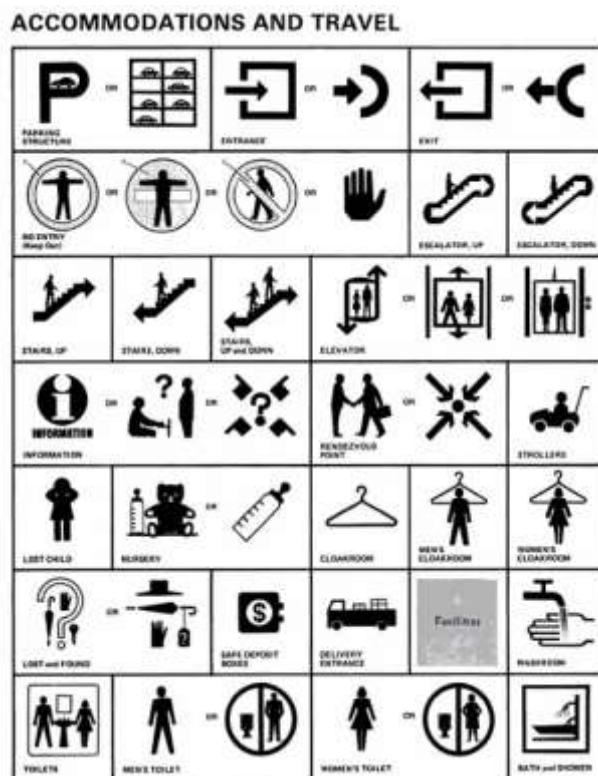 ACCOMMODATIONS AND TRAVEL
P OR
PARKING
STRUCTURE
OR
ENTRANCE
OR
EXIT
OR
OR
OR
NO ENTRY
(Keep Out)
ESCALATOR, UP
ESCALATOR, DOWN
STAIRS, UP
STAIRS, DOWN
STAIRS,
UP and DOWN
OR
OR
ELEVATOR
i
INFORMATION
OR
?
OR
?
INFORMATION
OR
RENDEZVOUS
POINT
STROLLERS
LOST CHILD
OR
NURSERY
CLOAKROOM
MEN'S
CLOAKROOM
WOMEN'S
CLOAKROOM
?
OR
?
LOST and FOUND
$
SAFE DEPOSIT
BOXES
DELIVERY
ENTRANCE
Facilities
WASHROOM
TOILETS
OR
MEN'S TOILET
OR
WOMEN'S TOILET
BATH and SHOWER